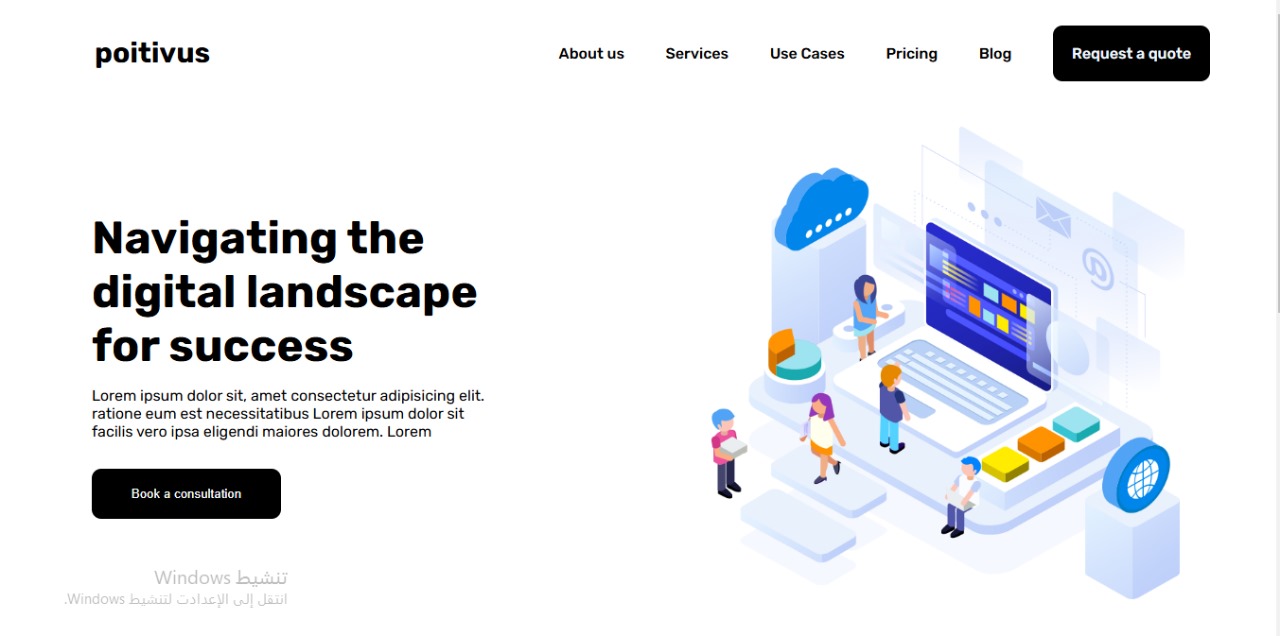 poitivus
About us
Services
Use Cases
Pricing
Blog
Request a quote
Navigating the
digital landscape
for success
Lorem ipsum dolor sit, amet consectetur adipisicing elit.
ratione eum est necessitatibus Lorem ipsum dolor sit
facilis vero ipsa eligendi maiores dolorem. Lorem
Book a consultation
تنشيط Windows
انتقل إلى الإعدادت لتنشيط Windows.